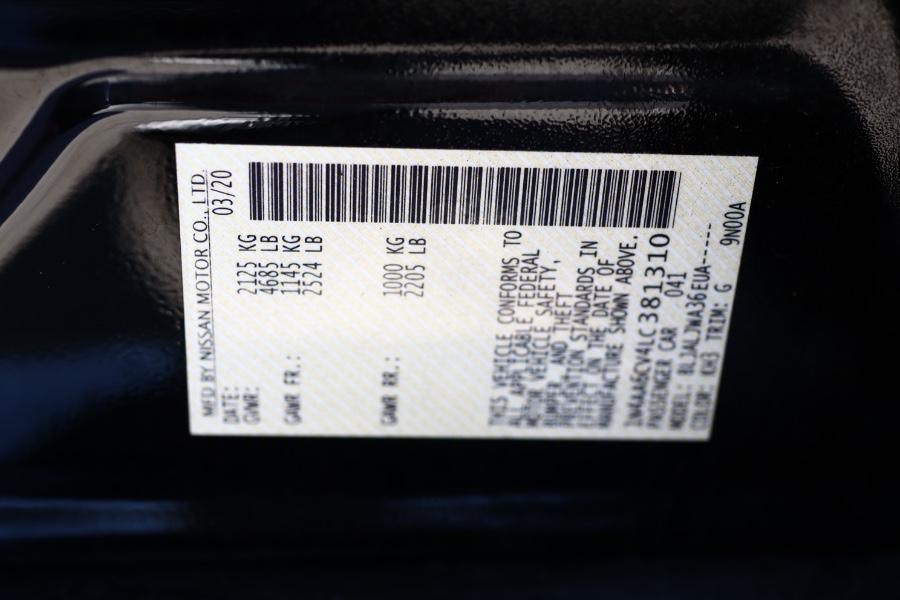 MFD BY NISSAN MOTOR CO., LTD.
DATE: 03/20
GVWR: 2125 KG
4685 LB
GAWR FR.: 1145 KG
2524 LB
GAWR RR.: 1000 KG
2205 LB
THIS VEHICLE CONFORMS TO
ALL APPLICABLE FEDERAL
MOTOR VEHICLE SAFETY,
BUMPER, AND THEFT
PREVENTION STANDARDS IN
EFFECT ON THE DATE OF
MANUFACTURE SHOWN ABOVE.
1N4AA6CV4LC381310
PASSENGER CAR 041
MODEL: BLJALJWA36EUA-----
COLOR: KH3 TRIM: G 9N00A